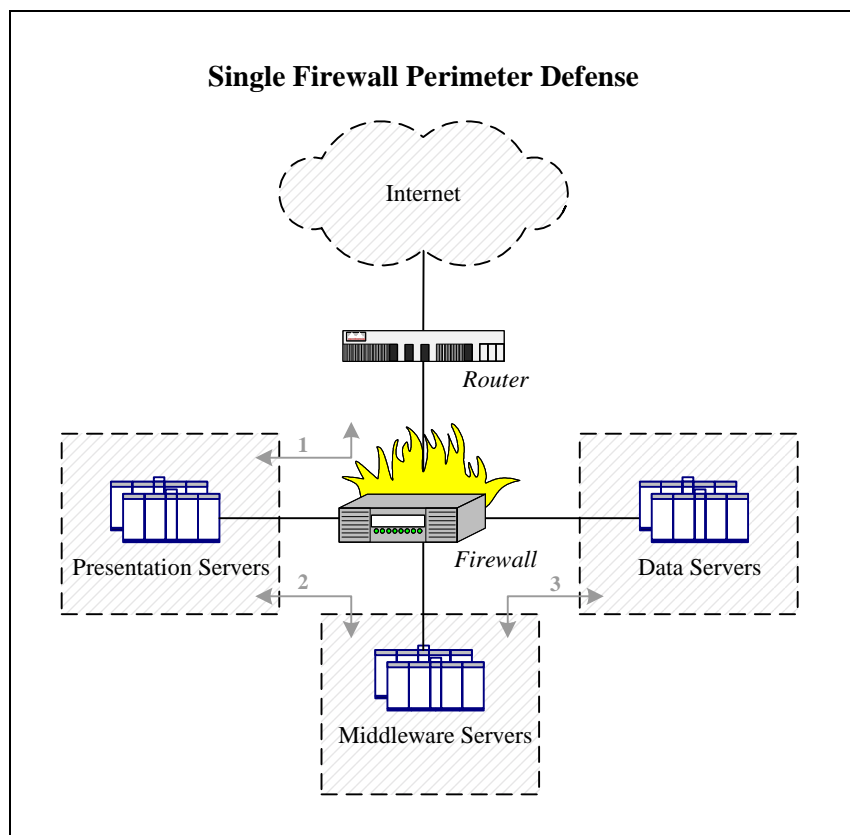 Single Firewall Perimeter Defense
Internet
Router
1
Firewall
Presentation Servers
Data Servers
2
3
Middleware Servers